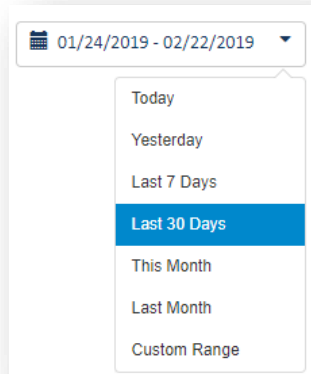 01/24/2019 - 02/22/2019
Today
Yesterday
Last 7 Days
Last 30 Days
This Month
Last Month
Custom Range